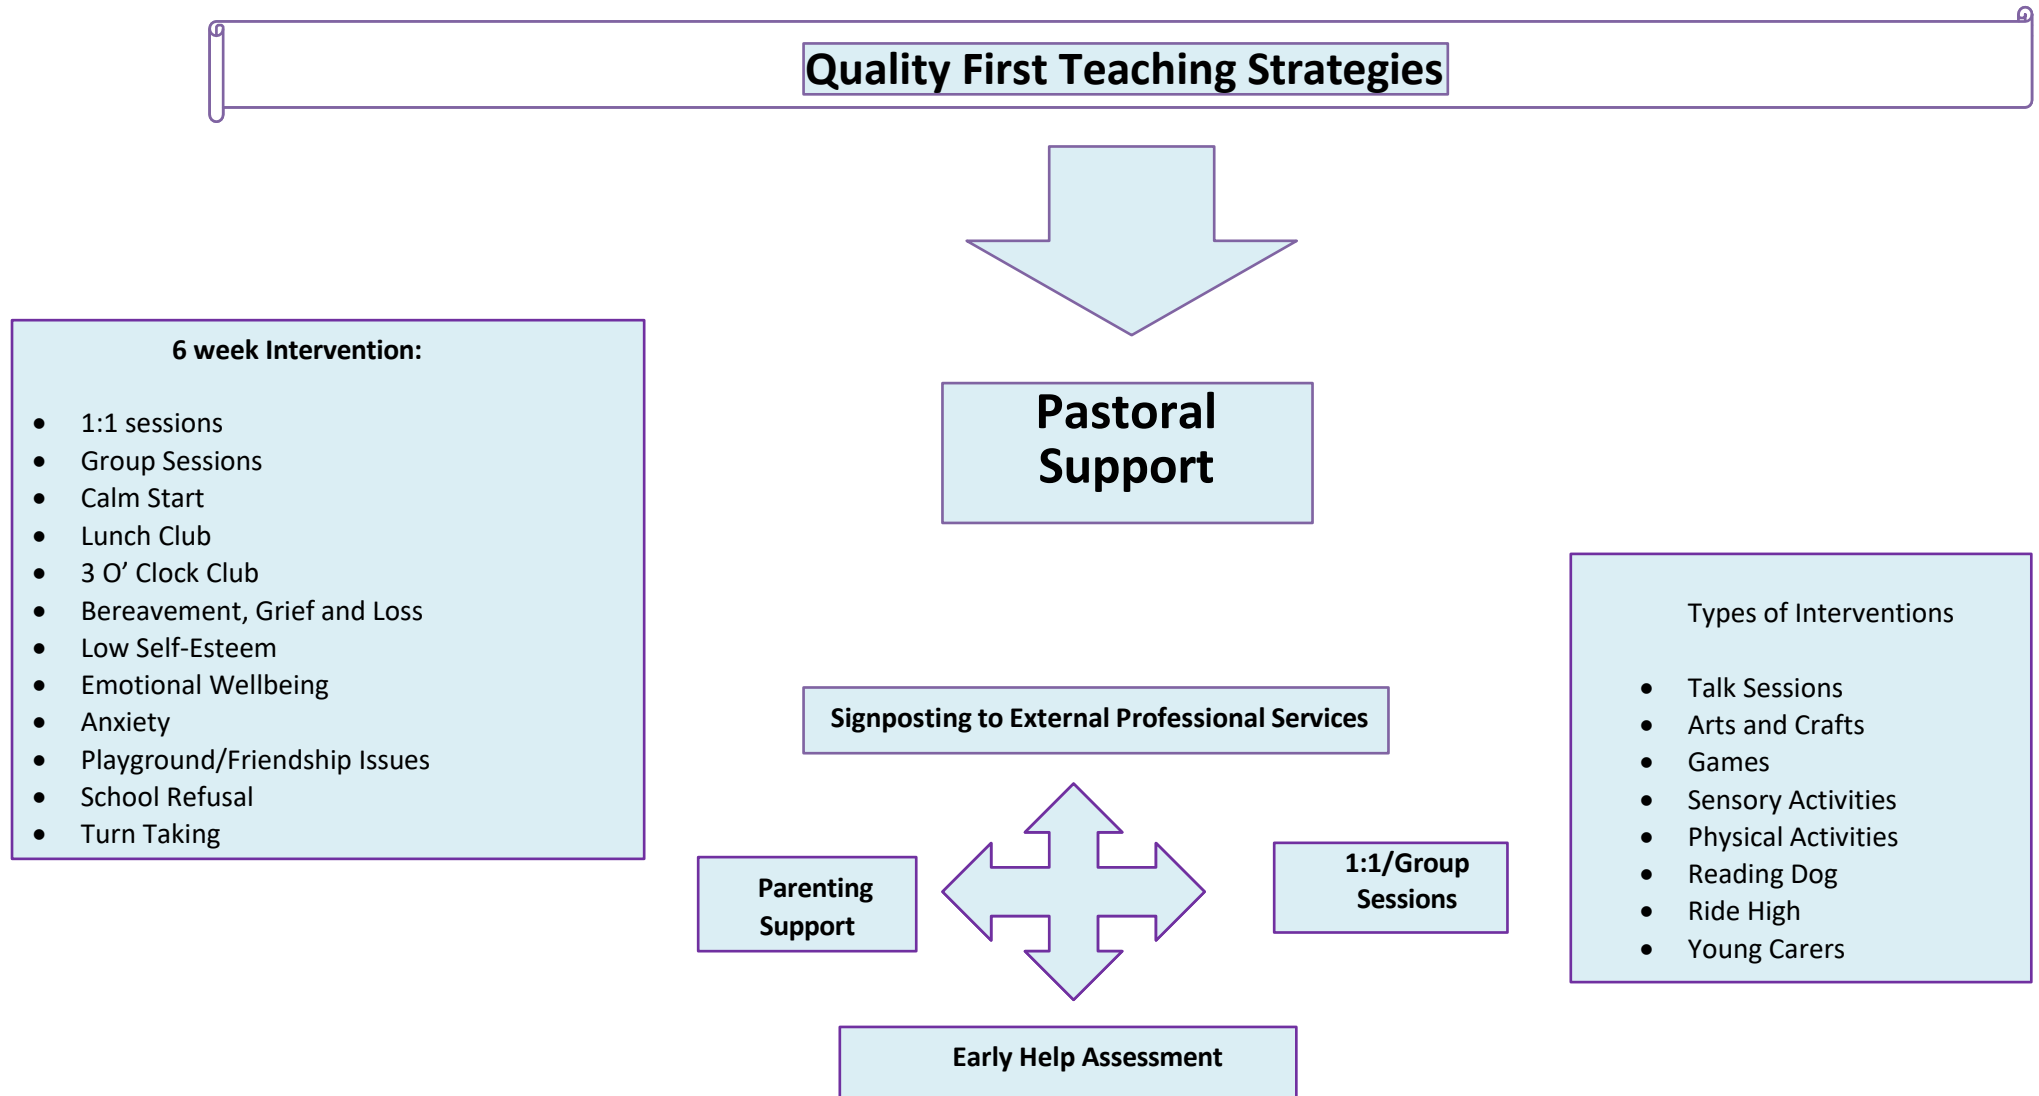 Quality First Teaching Strategies
Pastoral
Support
6 week Intervention:
• 1:1 sessions
• Group Sessions
• Calm Start
• Lunch Club
• 3 O’ Clock Club
• Bereavement, Grief and Loss
• Low Self-Esteem
• Emotional Wellbeing
• Anxiety
• Playground/Friendship Issues
• School Refusal
• Turn Taking
Signposting to External Professional Services
Parenting
Support
1:1/Group
Sessions
Early Help Assessment
Types of Interventions
• Talk Sessions
• Arts and Crafts
• Games
• Sensory Activities
• Physical Activities
• Reading Dog
• Ride High
• Young Carers